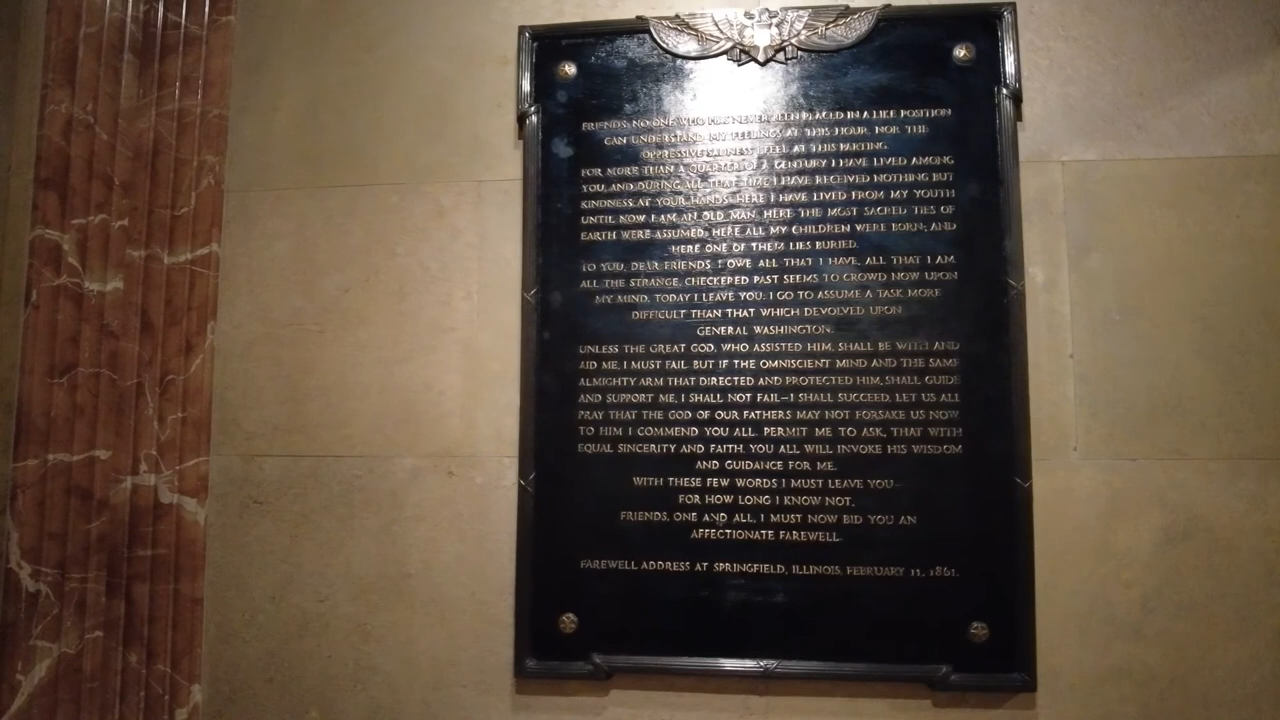 FRIENDS, NO ONE WHO HAS NEVER BEEN PLACED IN A LIKE POSITION
CAN UNDERSTAND MY FEELINGS AT THIS HOUR, NOR THE
OPPRESSIVE SADNESS I FEEL AT THIS PARTING.
FOR MORE THAN A QUARTER OF A CENTURY I HAVE LIVED AMONG
YOU, AND DURING ALL THAT TIME I HAVE RECEIVED NOTHING BUT
KINDNESS AT YOUR HANDS. HERE I HAVE LIVED FROM MY YOUTH
UNTIL NOW I AM AN OLD MAN. HERE THE MOST SACRED TIES OF
EARTH WERE ASSUMED; HERE ALL MY CHILDREN WERE BORN; AND
HERE ONE OF THEM LIES BURIED.
TO YOU, DEAR FRIENDS, I OWE ALL THAT I HAVE, ALL THAT I AM.
ALL THE STRANGE, CHECKERED PAST SEEMS TO CROWD NOW UPON
MY MIND. TODAY I LEAVE YOU; I GO TO ASSUME A TASK MORE
DIFFICULT THAN THAT WHICH DEVOLVED UPON
GENERAL WASHINGTON.
UNLESS THE GREAT GOD, WHO ASSISTED HIM, SHALL BE WITH AND
AID ME, I MUST FAIL. BUT IF THE OMNISCIENT MIND AND THE SAME
ALMIGHTY ARM THAT DIRECTED AND PROTECTED HIM, SHALL GUIDE
AND SUPPORT ME, I SHALL NOT FAIL—I SHALL SUCCEED. LET US ALL
PRAY THAT THE GOD OF OUR FATHERS MAY NOT FORSAKE US NOW.
TO HIM I COMMEND YOU ALL. PERMIT ME TO ASK, THAT WITH
EQUAL SINCERITY AND FAITH, YOU ALL WILL INVOKE HIS WISDOM
AND GUIDANCE FOR ME.
WITH THESE FEW WORDS I MUST LEAVE YOU—
FOR HOW LONG I KNOW NOT.
FRIENDS, ONE AND ALL, I MUST NOW BID YOU AN
AFFECTIONATE FAREWELL.
FAREWELL ADDRESS AT SPRINGFIELD, ILLINOIS, FEBRUARY 11, 1861.